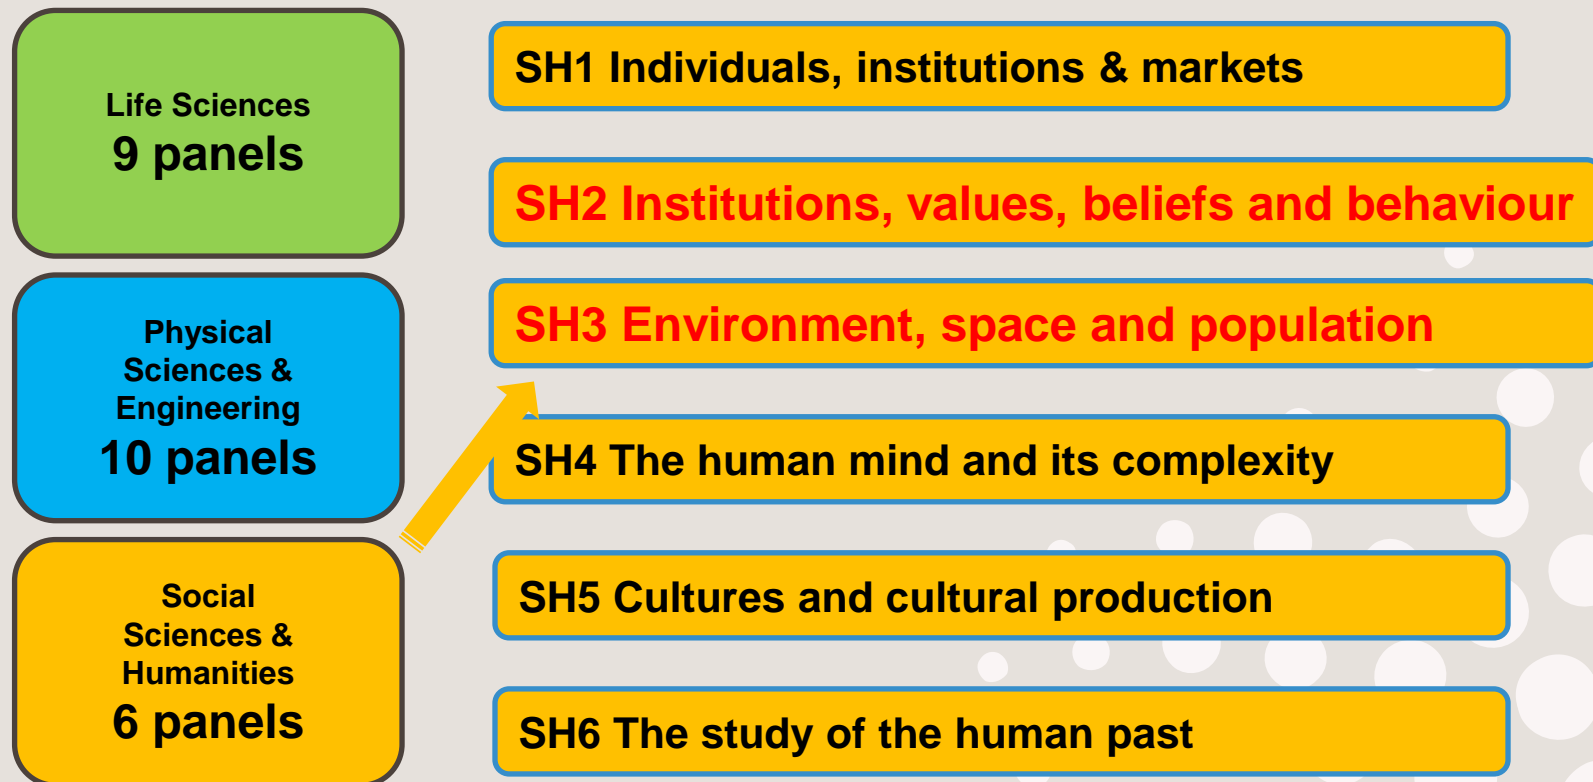 Life Sciences
9 panels
Physical
Sciences &
Engineering
10 panels
Social
Sciences &
Humanities
6 panels
SH1 Individuals, institutions & markets
SH2 Institutions, values, beliefs and behaviour
SH3 Environment, space and population
SH4 The human mind and its complexity
SH5 Cultures and cultural production
SH6 The study of the human past